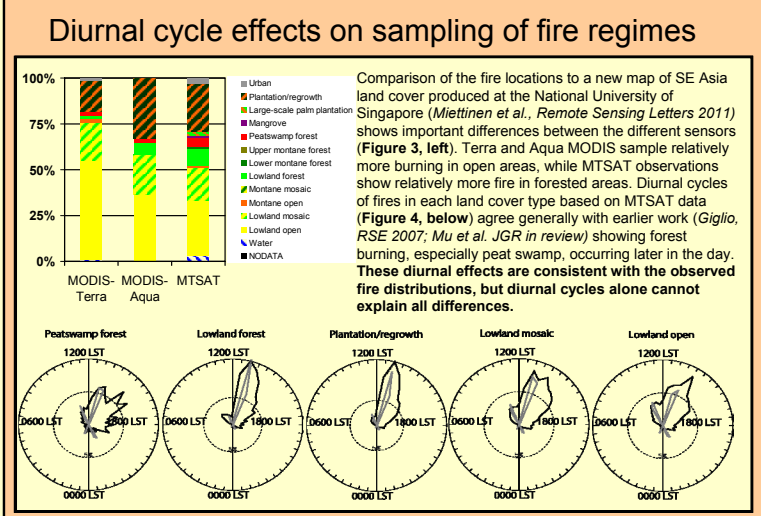 Diurnal cycle effects on sampling of fire regimes
100%
75%
50%
25%
0%
MODIS-
Terra
MODIS-
Aqua
MTSAT
Urban
Plantation/regrowth
Large-scale palm plantation
Mangrove
Peatswamp forest
Upper montane forest
Lower montane forest
Lowland forest
Montane mosaic
Montane open
Lowland mosaic
Lowland open
Water
NODATA
Comparison of the fire locations to a new map of SE Asia
land cover produced at the National University of
Singapore (Miettinen et al., Remote Sensing Letters 2011)
shows important differences between the different sensors
(Figure 3, left). Terra and Aqua MODIS sample relatively
more burning in open areas, while MTSAT observations
show relatively more fire in forested areas. Diurnal cycles
of fires in each land cover type based on MTSAT data
(Figure 4, below) agree generally with earlier work (Giglio,
RSE 2007; Mu et al. JGR in review) showing forest
burning, especially peat swamp, occurring later in the day.
These diurnal effects are consistent with the observed
fire distributions, but diurnal cycles alone cannot
explain all differences.
Peatswamp forest
1200 LST
0600 LST
1800 LST
0000 LST
Lowland forest
1200 LST
0600 LST
1800 LST
0000 LST
Plantation/regrowth
1200 LST
0600 LST
1800 LST
0000 LST
Lowland mosaic
1200 LST
0600 LST
1800 LST
0000 LST
Lowland open
1200 LST
0600 LST
1800 LST
0000 LST